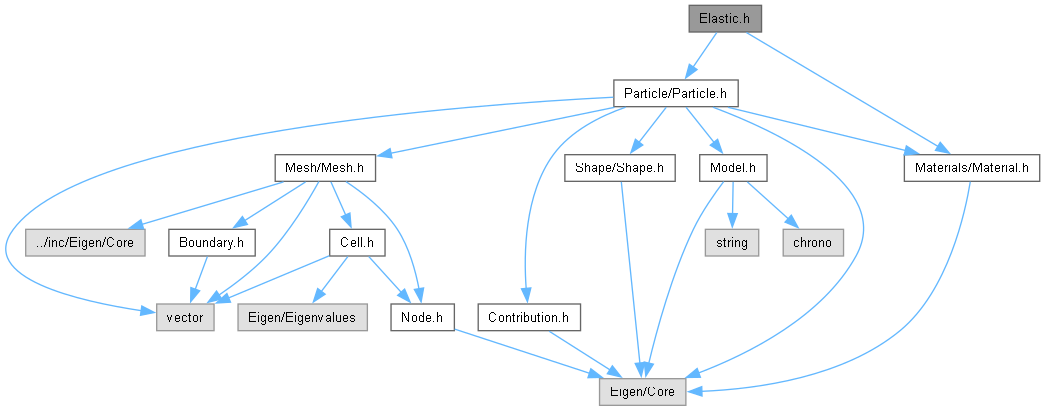 Elastic.h
Particle/Particle.h
Mesh/Mesh.h
Shape/Shape.h
Model.h
Materials/Material.h
../inc/Eigen/Core
Boundary.h
Cell.h
string
chrono
vector
Eigen/Eigenvalues
Node.h
Contribution.h
Eigen/Core